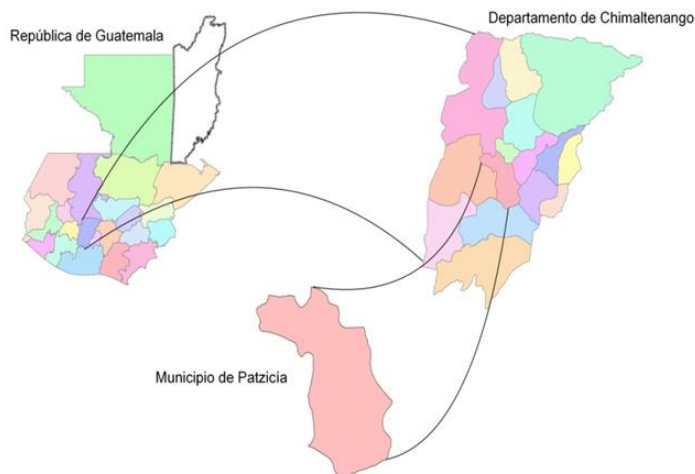 República de Guatemala
Departamento de Chimaltenango
Municipio de Patzicía